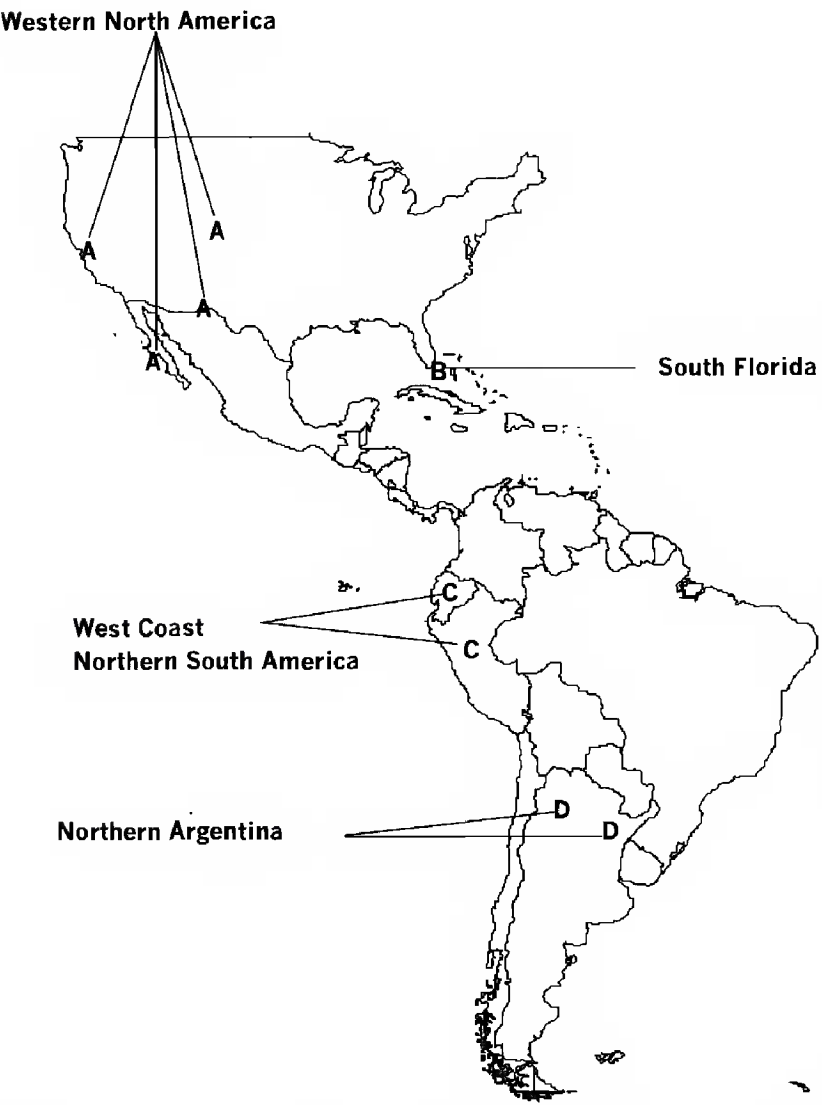 Western North America
A
A
A
A
B
South Florida
C
West Coast
Northern South America
C
D
Northern Argentina
D